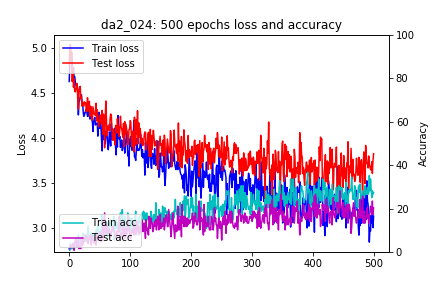 da2_024: 500 epochs loss and accuracy
Train loss
Test loss
Train acc
Test acc
Loss
5.0
4.5
4.0
3.5
3.0
Accuracy
100
80
60
40
20
0
0
100
200
300
400
500